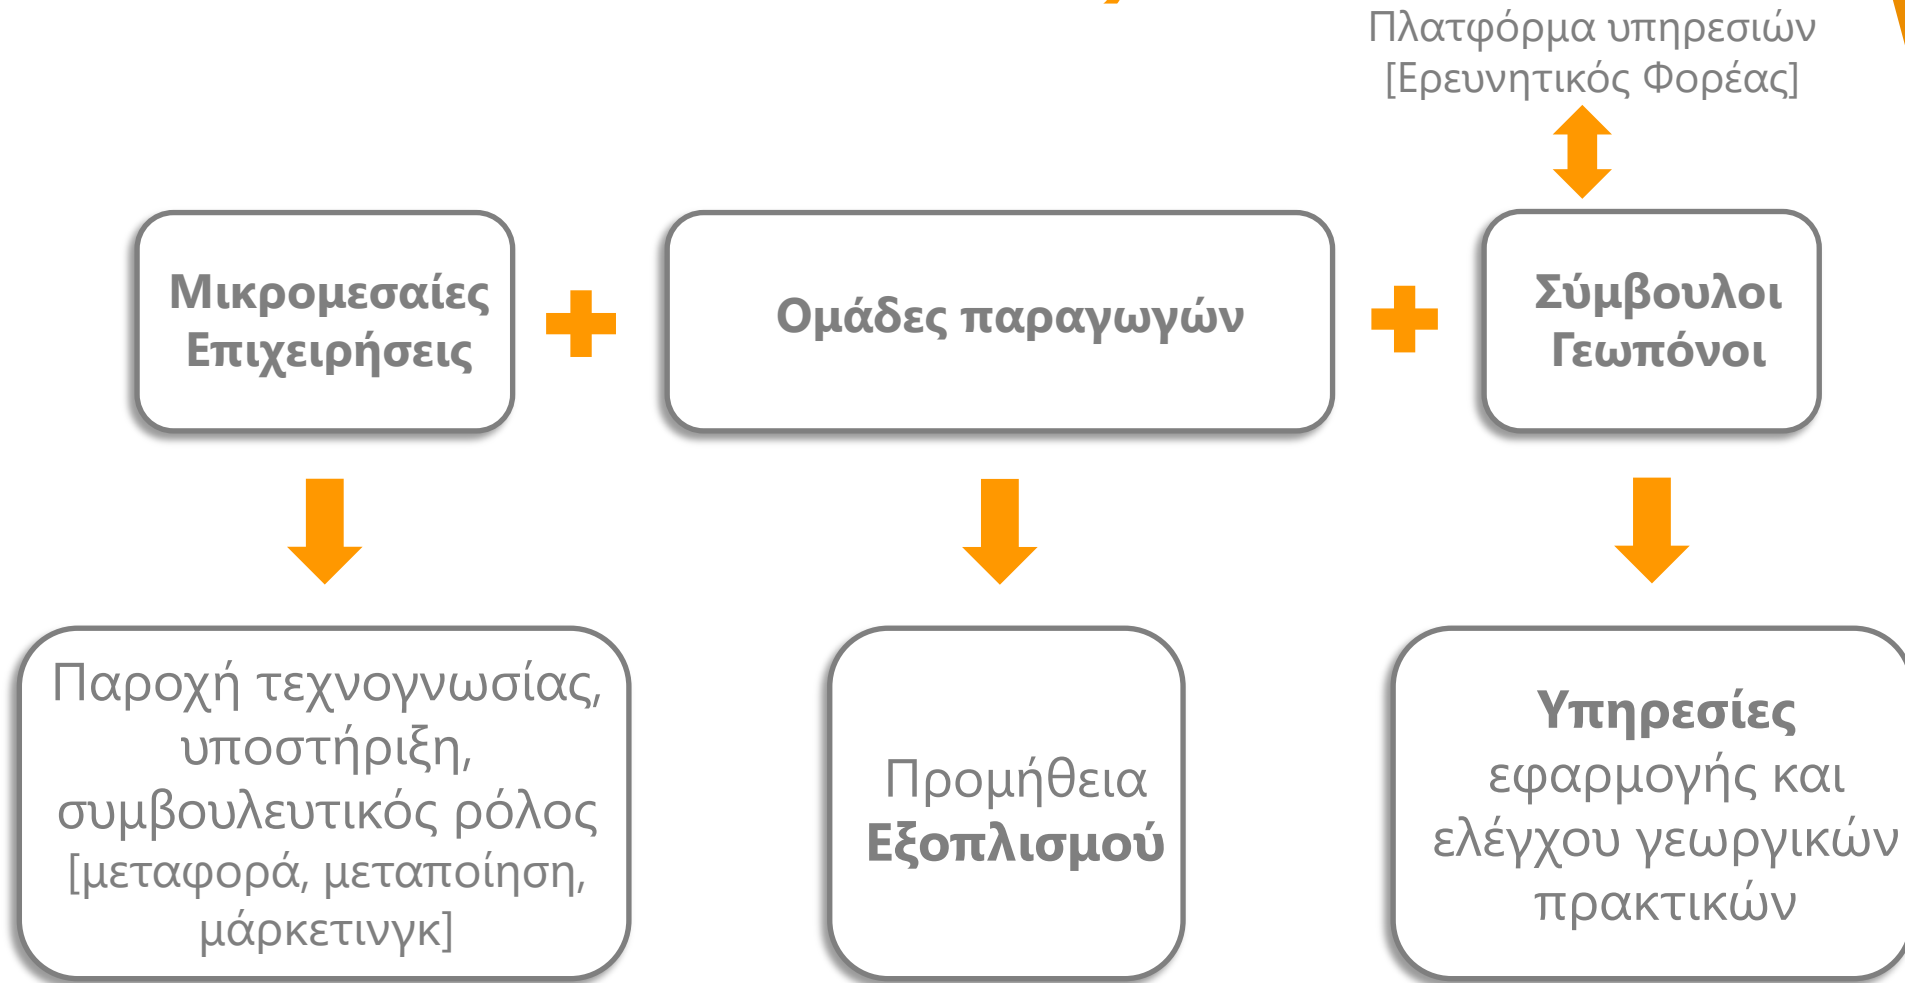 Πλατφόρμα υπηρεσιών
[Ερευνητικός Φορέας]
Μικρομεσαίες
Επιχειρήσεις
Ομάδες παραγωγών
Σύμβουλοι
Γεωπόνοι
Παροχή τεχνογνωσίας,
υποστήριξη,
συμβουλευτικός ρόλος
[μεταφορά, μεταποίηση,
μάρκετινγκ]
Προμήθεια
Εξοπλισμού
Υπηρεσίες
εφαρμογής και
ελέγχου γεωργικών
πρακτικών